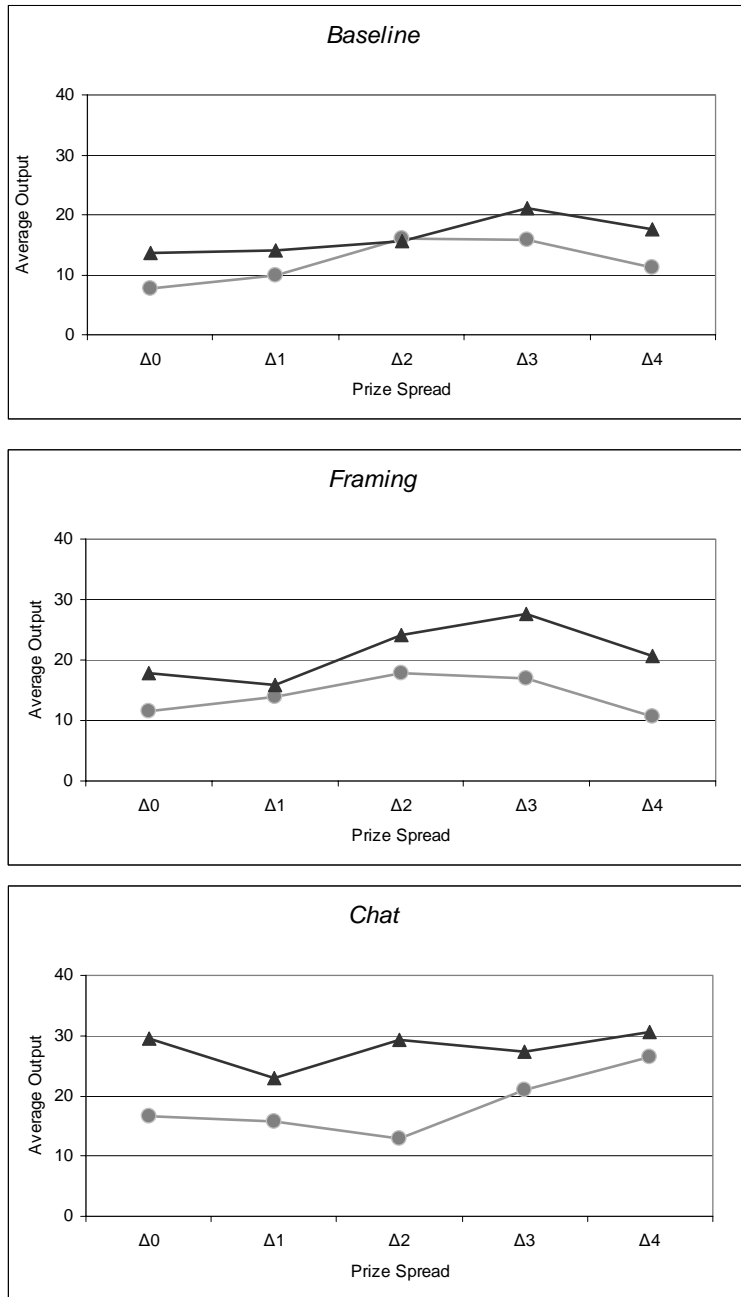 Baseline
40
30
20
10
0
Average Output
Δ0 Δ1 Δ2 Δ3 Δ4
Prize Spread
Framing
40
30
20
10
0
Average Output
Δ0 Δ1 Δ2 Δ3 Δ4
Prize Spread
Chat
40
30
20
10
0
Average Output
Δ0 Δ1 Δ2 Δ3 Δ4
Prize Spread